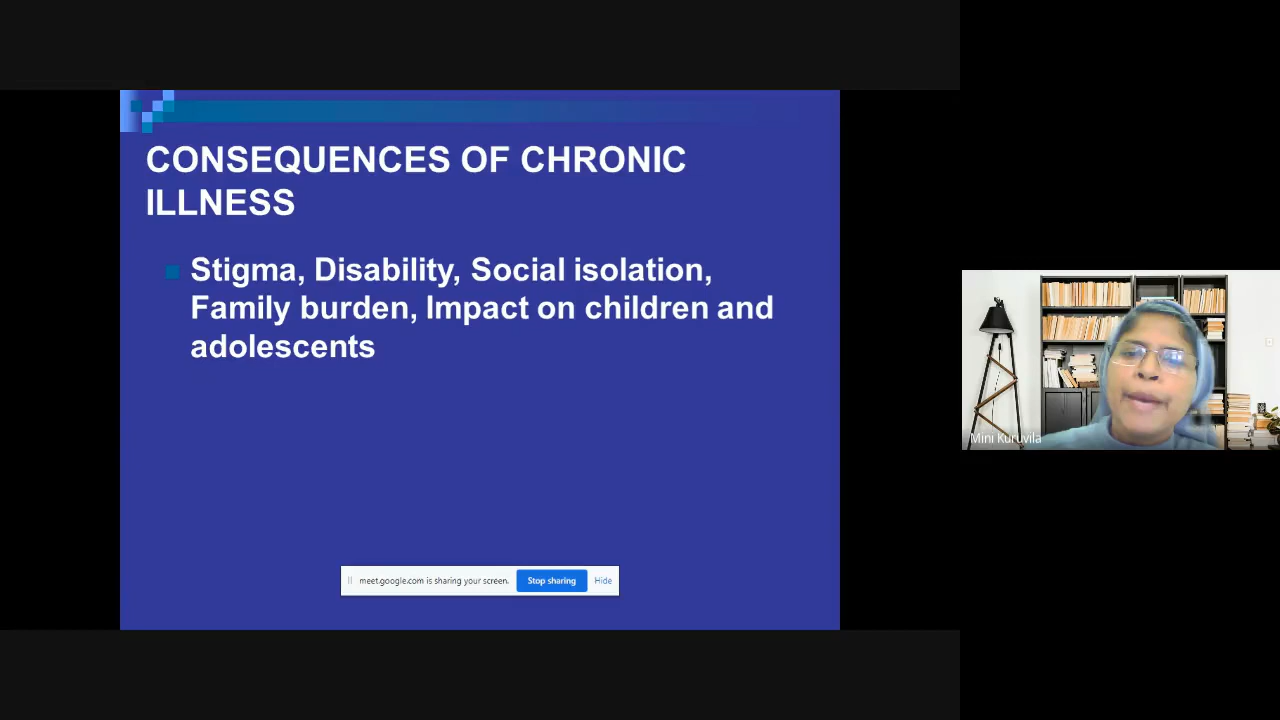 CONSEQUENCES OF CHRONIC
ILLNESS
Stigma, Disability, Social isolation,
Family burden, Impact on children and
adolescents
meet.google.com is sharing your screen.
Stop sharing
Hide
Mini Kuruvila